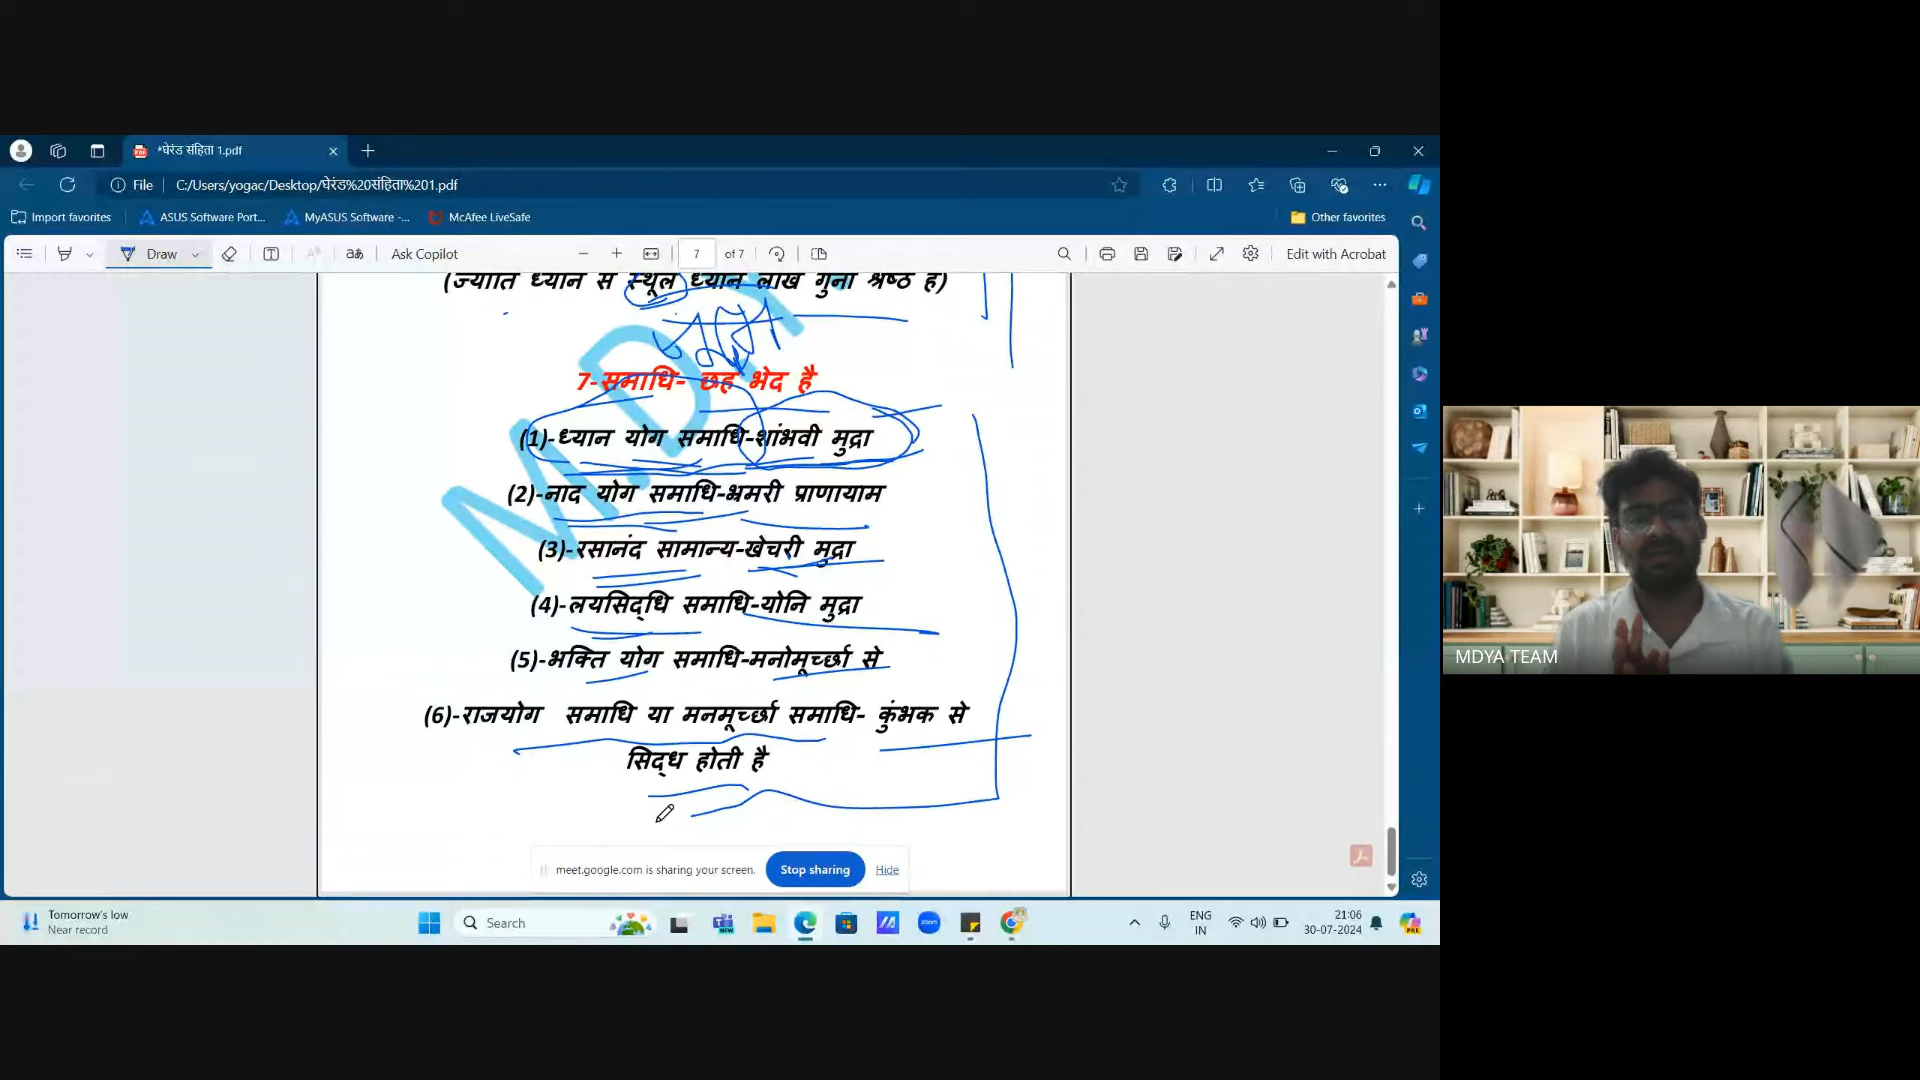 *घेरंड संहिता 1.pdf
File C:/Users/yogac/Desktop/घेरंड%20संहिता%201.pdf
Import favorites ASUS Software Port... MyASUS Software -... McAfee LiveSafe Other favorites
Draw aあ Ask Copilot 7 of 7 Edit with Acrobat
(ज्योति ध्यान से स्थूल ध्यान लाख गुना श्रेष्ठ है)
7-समाधि- छह भेद है
(1)-ध्यान योग समाधि-शांभवी मुद्रा
(2)-नाद योग समाधि-भ्रमरी प्राणायाम
(3)-रसानंद सामान्य-खेचरी मुद्रा
(4)-लयसिद्धि समाधि-योनि मुद्रा
(5)-भक्ति योग समाधि-मनोमूर्च्छा से
(6)-राजयोग समाधि या मनमूर्च्छा समाधि- कुंभक से
सिद्ध होती है
MDYA TEAM
meet.google.com is sharing your screen. Stop sharing Hide
Tomorrow's low
Near record
Search
ENG
IN
21:06
30-07-2024